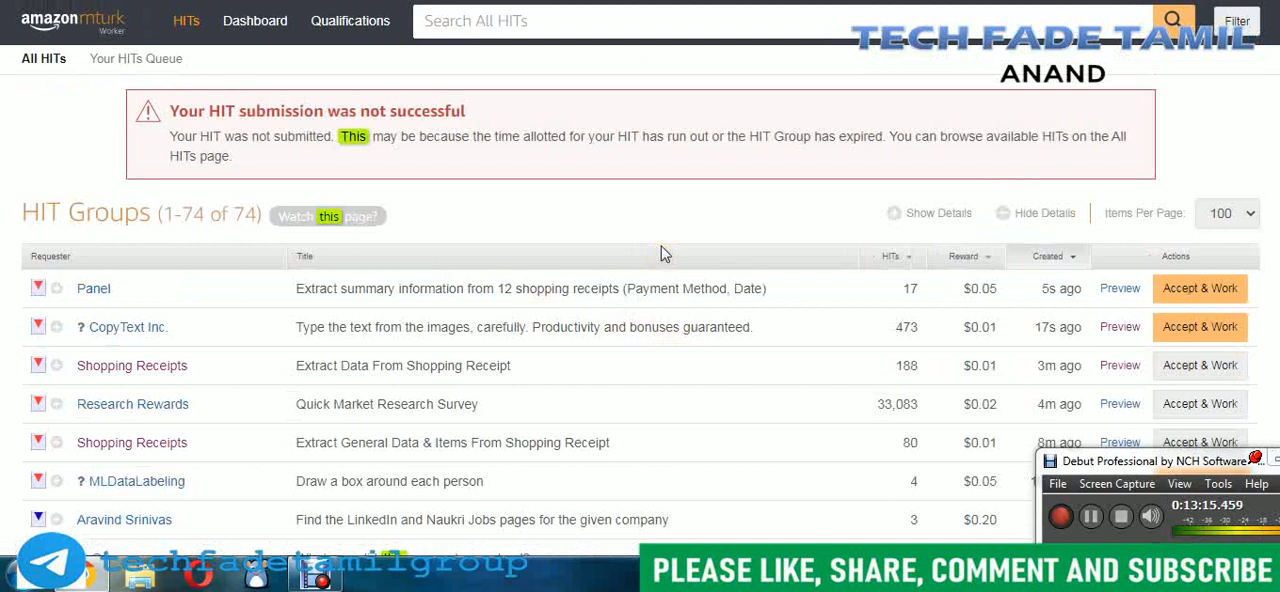 amazon mturk
Worker
HITs Dashboard Qualifications Search All HITs Filter
TECH FADE TAMIL
ANAND
All HITs Your HITs Queue
Your HIT submission was not successful
Your HIT was not submitted. This may be because the time allotted for your HIT has run out or the HIT Group has expired. You can browse available HITs on the All
HITs page.
HIT Groups (1-74 of 74) Watch this page? Show Details Hide Details Items Per Page: 100
Requester Title HITs Reward Created Actions
Panel Extract summary information from 12 shopping receipts (Payment Method, Date) 17 $0.05 5s ago Preview Accept & Work
? CopyText Inc. Type the text from the images, carefully. Productivity and bonuses guaranteed. 473 $0.01 17s ago Preview Accept & Work
Shopping Receipts Extract Data From Shopping Receipt 188 $0.01 3m ago Preview Accept & Work
Research Rewards Quick Market Research Survey 33,083 $0.02 4m ago Preview Accept & Work
Shopping Receipts Extract General Data & Items From Shopping Receipt 80 $0.01 8m ago Preview Accept & Work
Debut Professional by NCH Software ...
? MLDataLabeling Draw a box around each person 4 $0.05
File Screen Capture View Tools Help
0:13:15.459
-42 -36 -30 -24 -18
Aravind Srinivas Find the LinkedIn and Naukri Jobs pages for the given company 3 $0.20
techfadetamilgroup
PLEASE LIKE, SHARE, COMMENT AND SUBSCRIBE